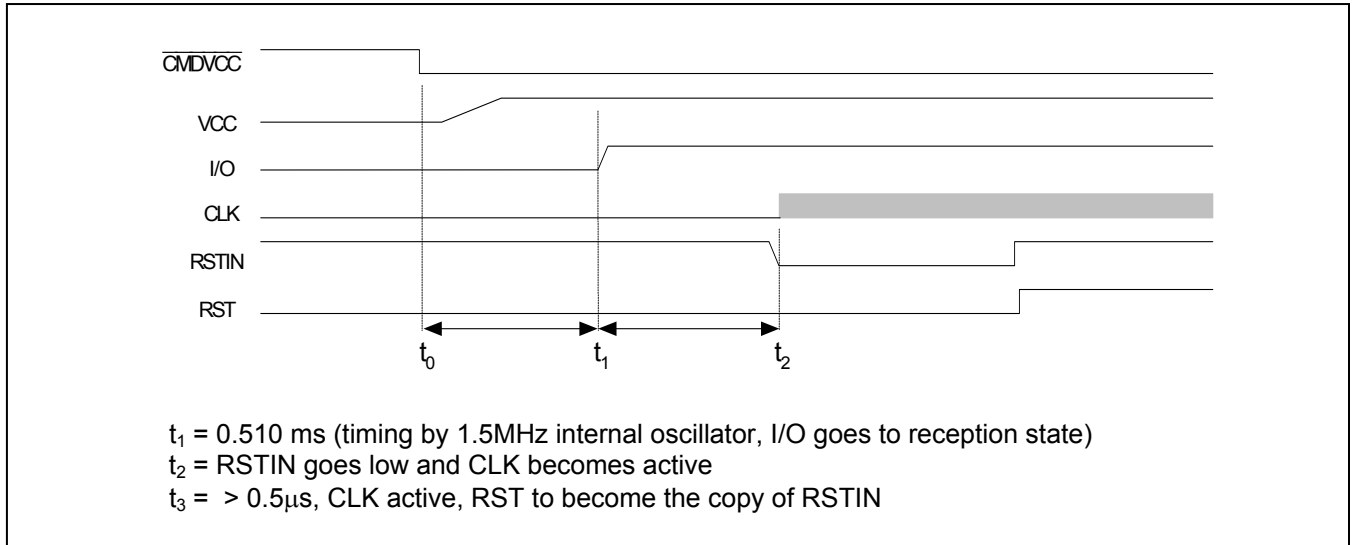 CMDVCC
VCC
I/O
CLK
RSTIN
RST
t₀ t₁ t₂
t₁ = 0.510 ms (timing by 1.5MHz internal oscillator, I/O goes to reception state)
t₂ = RSTIN goes low and CLK becomes active
t₃ = > 0.5μs, CLK active, RST to become the copy of RSTIN